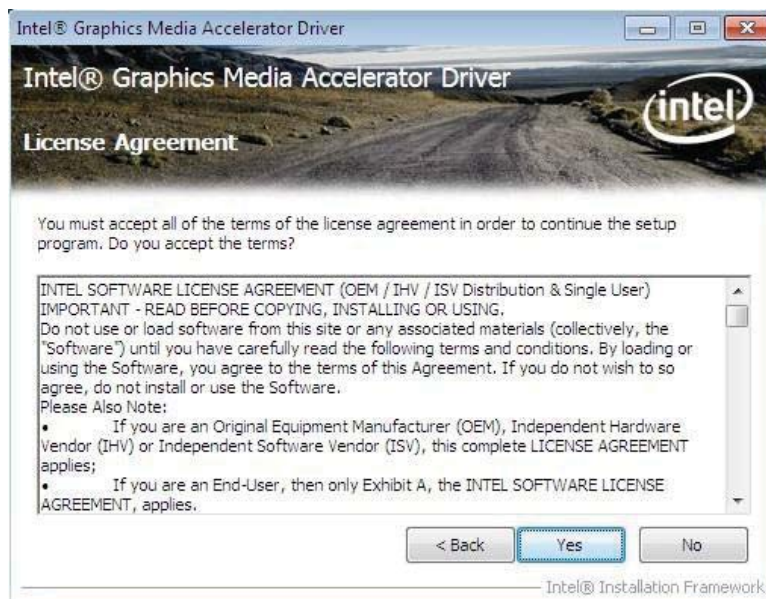 Intel® Graphics Media Accelerator Driver
Intel® Graphics Media Accelerator Driver
intel
License Agreement
You must accept all of the terms of the license agreement in order to continue the setup
program. Do you accept the terms?
INTEL SOFTWARE LICENSE AGREEMENT (OEM / IHV / ISV Distribution & Single User)
IMPORTANT - READ BEFORE COPYING, INSTALLING OR USING.
Do not use or load software from this site or any associated materials (collectively, the
"Software") until you have carefully read the following terms and conditions. By loading or
using the Software, you agree to the terms of this Agreement. If you do not wish to so
agree, do not install or use the Software.
Please Also Note:
• If you are an Original Equipment Manufacturer (OEM), Independent Hardware
Vendor (IHV) or Independent Software Vendor (ISV), this complete LICENSE AGREEMENT
applies;
• If you are an End-User, then only Exhibit A, the INTEL SOFTWARE LICENSE
AGREEMENT, applies.
< Back Yes No
Intel® Installation Framework